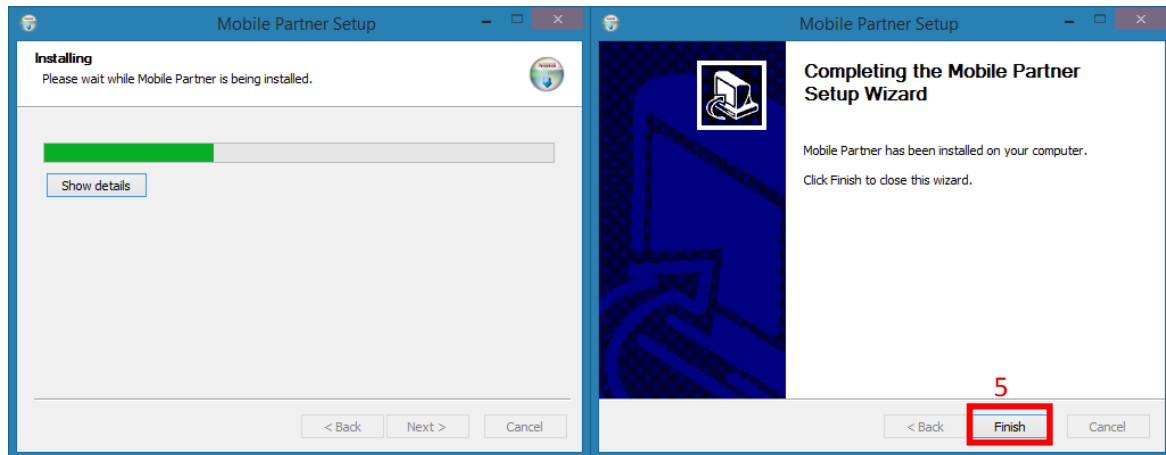 Mobile Partner Setup
Installing
Please wait while Mobile Partner is being installed.
Show details
< Back Next > Cancel
Mobile Partner Setup
Completing the Mobile Partner
Setup Wizard
Mobile Partner has been installed on your computer.
Click Finish to close this wizard.
5
< Back Finish Cancel